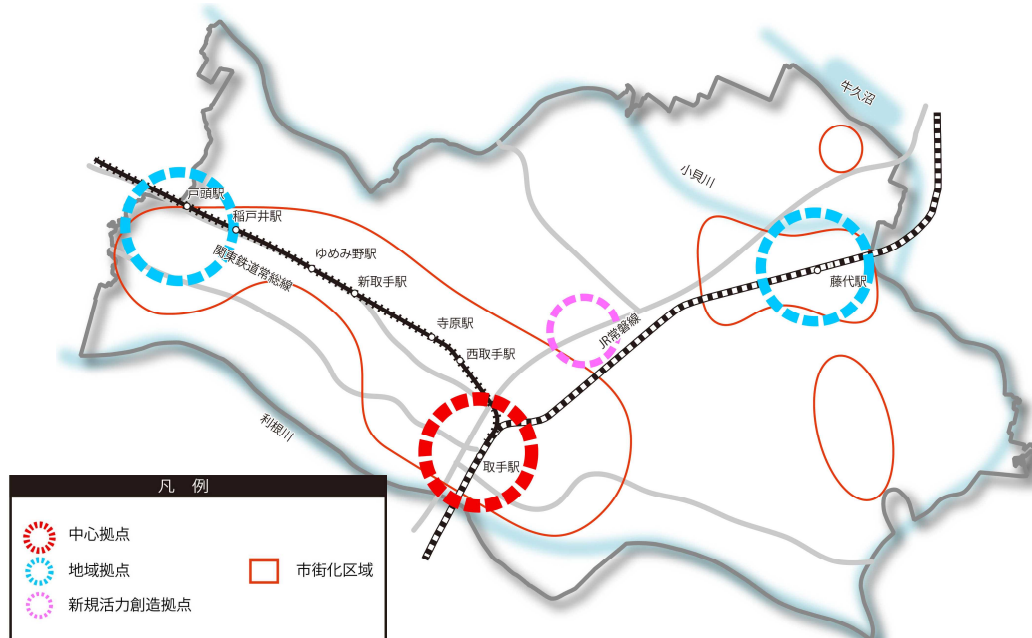 牛久沼
小貝川
戸頭駅
稲戸井駅
ゆめみ野駅
関東鉄道常総線
新取手駅
藤代駅
寺原駅
JR常磐線
西取手駅
利根川
取手駅
凡 例
中心拠点
地域拠点
市街化区域
新規活力創造拠点